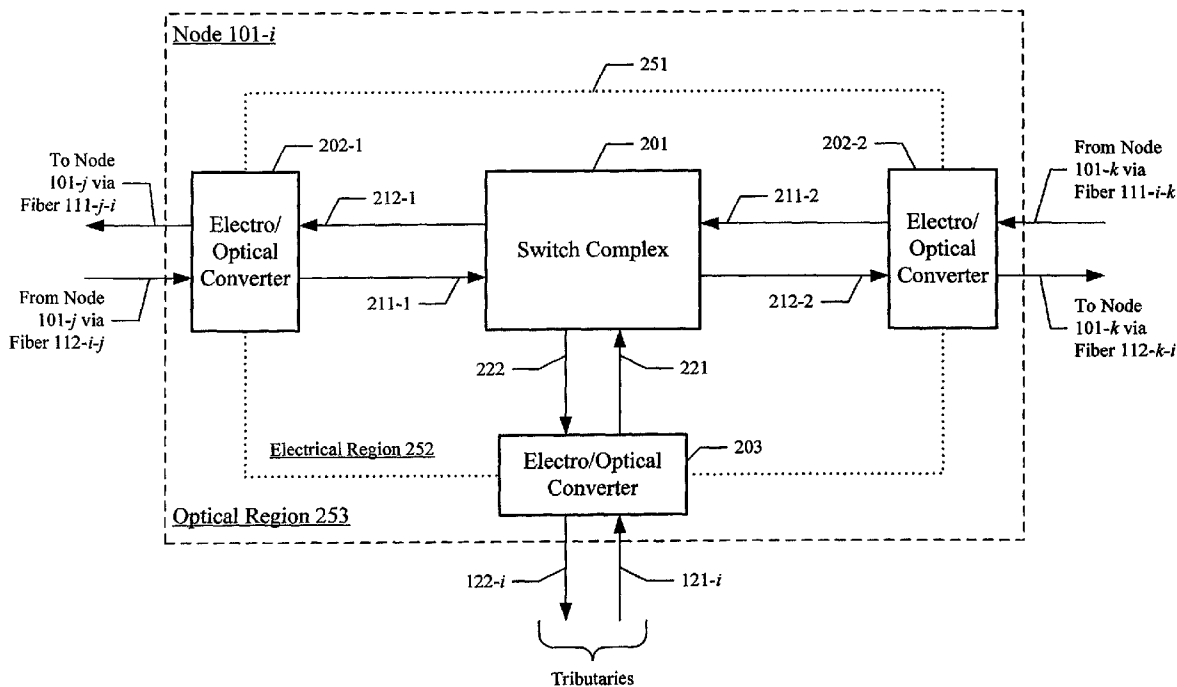 Node 101-i
251
202-1
201
202-2
To Node
101-j via
Fiber 111-j-i
From Node
101-k via
Fiber 111-i-k
212-1
211-2
Electro/
Optical
Converter
Switch Complex
Electro/
Optical
Converter
211-1
212-2
From Node
101-j via
Fiber 112-i-j
To Node
101-k via
Fiber 112-k-i
222
221
Electrical Region 252
Electro/Optical
Converter
203
Optical Region 253
122-i
121-i
Tributaries